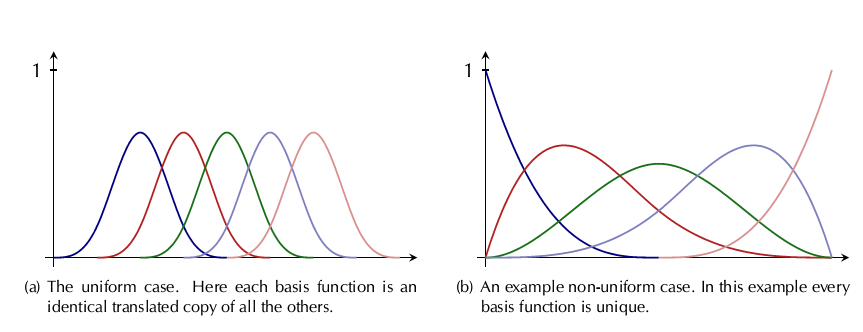 1
1
(a) The uniform case. Here each basis function is an
identical translated copy of all the others.
(b) An example non-uniform case. In this example every
basis function is unique.